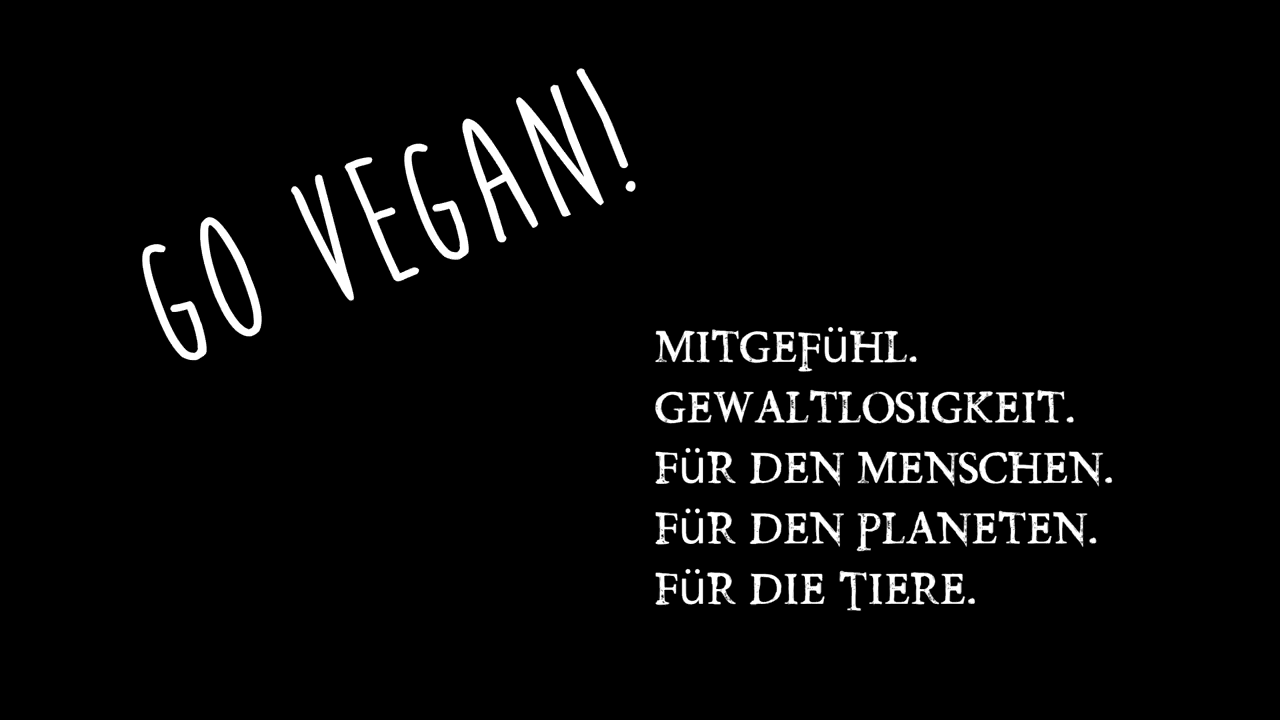 GO VEGAN!
MITGEFÜHL.
GEWALTLOSIGKEIT.
FÜR DEN MENSCHEN.
FÜR DEN PLANETEN.
FÜR DIE TIERE.